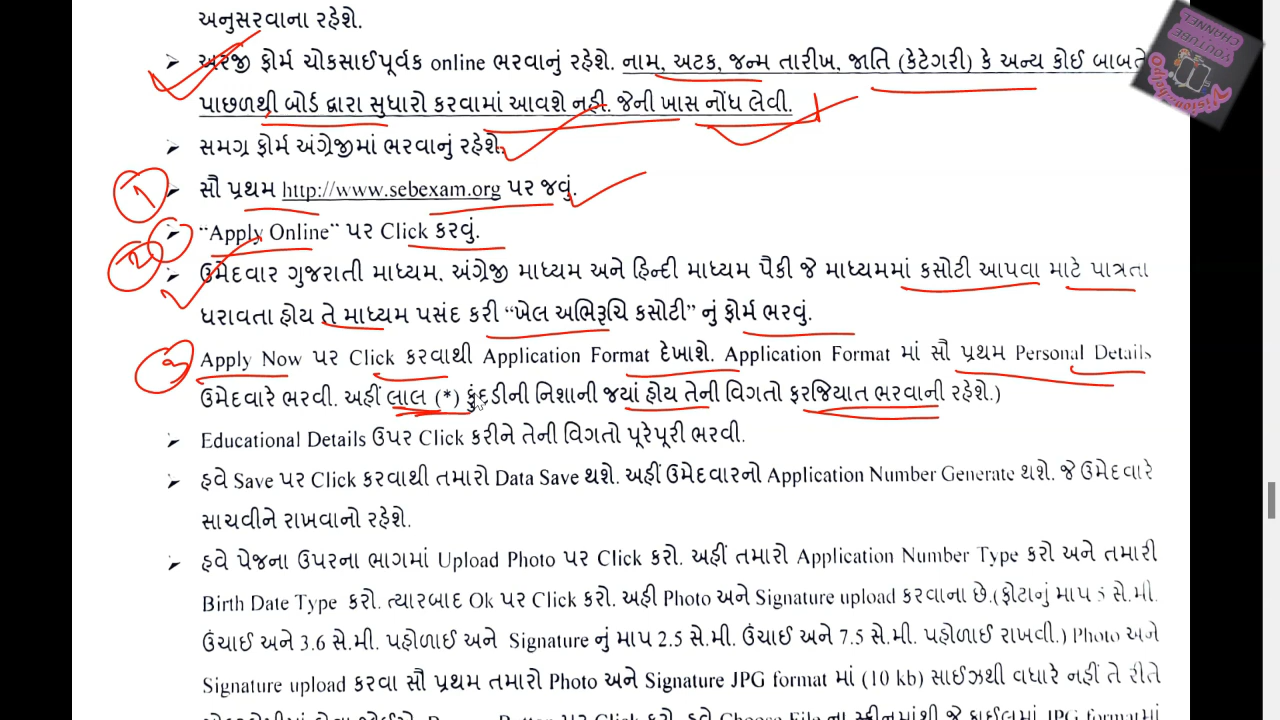 અનુસરવાના રહેશે.
➢ અરજી ફોર્મ ચોકસાઈપૂર્વક online ભરવાનું રહેશે. નામ, અટક, જન્મ તારીખ, જાતિ (કેટેગરી) કે અન્ય કોઈ બાબતે
પાછળથી બોર્ડ દ્વારા સુધારો કરવામાં આવશે નહી. જેની ખાસ નોંધ લેવી.
➢ સમગ્ર ફોર્મ અંગ્રેજીમાં ભરવાનું રહેશે.
1 ➢ સૌ પ્રથમ http://www.sebexam.org પર જવું.
➢ “Apply Online” પર Click કરવું.
2 ➢ ઉમેદવાર ગુજરાતી માધ્યમ, અંગ્રેજી માધ્યમ અને હિન્દી માધ્યમ પૈકી જે માધ્યમમાં કસોટી આપવા માટે પાત્રતા
ધરાવતા હોય તે માધ્યમ પસંદ કરી “ખેલ અભિરૂચિ કસોટી” નું ફોર્મ ભરવું.
3 Apply Now પર Click કરવાથી Application Format દેખાશે. Application Format માં સૌ પ્રથમ Personal Details
ઉમેદવારે ભરવી. અહીં લાલ (*) ફુંદડીની નિશાની જયાં હોય તેની વિગતો ફરજિયાત ભરવાની રહેશે.)
➢ Educational Details ઉપર Click કરીને તેની વિગતો પૂરેપૂરી ભરવી.
➢ હવે Save પર Click કરવાથી તમારો Data Save થશે. અહીં ઉમેદવારનો Application Number Generate થશે. જે ઉમેદવારે
સાચવીને રાખવાનો રહેશે.
➢ હવે પેજના ઉપરના ભાગમાં Upload Photo પર Click કરો. અહીં તમારો Application Number Type કરો અને તમારી
Birth Date Type કરો. ત્યારબાદ Ok પર Click કરો. અહી Photo અને Signature upload કરવાના છે.(ફોટાનું માપ 5 સે.મી.
ઉંચાઈ અને 3.6 સે.મી. પહોળાઈ અને Signature નું માપ 2.5 સે.મી. ઉંચાઈ અને 7.5 સે.મી. પહોળાઈ રાખવી.) Photo અને
Signature upload કરવા સૌ પ્રથમ તમારો Photo અને Signature JPG format માં (10 kb) સાઈઝથી વધારે નહીં તે રીતે
YOUTUBE
CHANNEL